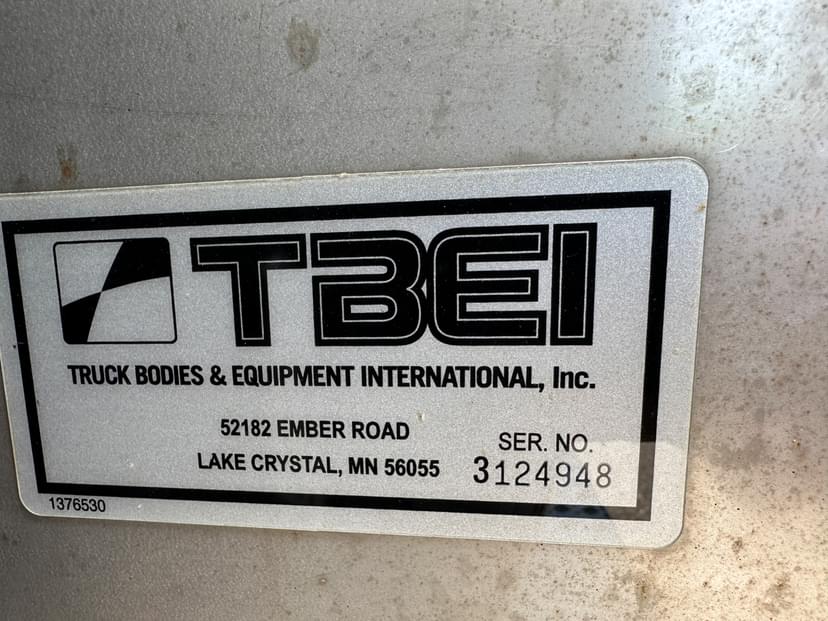 TBEI
TRUCK BODIES & EQUIPMENT INTERNATIONAL, Inc.
52182 EMBER ROAD
LAKE CRYSTAL, MN 56055
SER. NO.
3124948
1376530